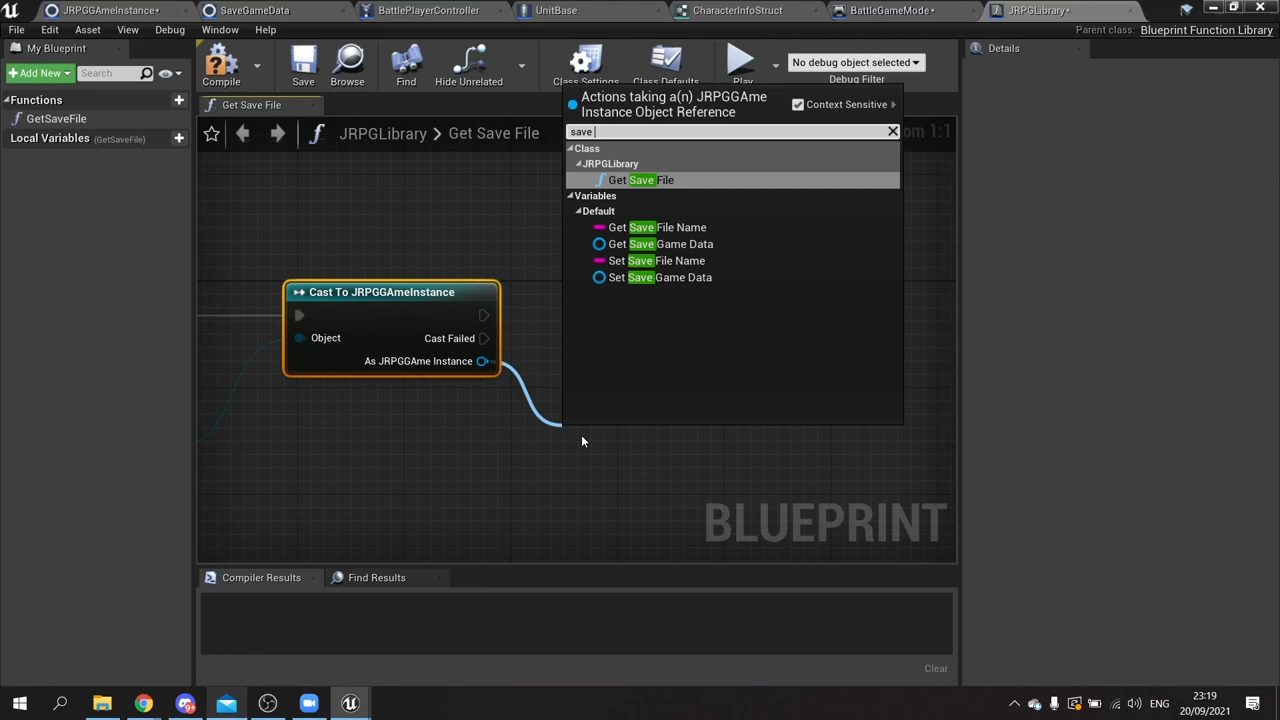 JRPGGAmeInstance*
SaveGameData
BattlePlayerController
UnitBase
CharacterInfoStruct
BattleGameMode*
JRPGLibrary*
File
Edit
Asset
View
Debug
Window
Help
Parent class: Blueprint Function Library
My Blueprint
Add New
Search
Compile
Save
Browse
Find
Hide Unrelated
Class Settings
Class Defaults
Play
No debug object selected
Debug Filter
Details
Functions
GetSaveFile
Local Variables (GetSaveFile)
Get Save File
JRPGLibrary
Get Save File
om 1:1
Actions taking a(n) JRPGGAme
Instance Object Reference
Context Sensitive
save
Class
JRPGLibrary
Get Save File
Variables
Default
Get Save File Name
Get Save Game Data
Set Save File Name
Set Save Game Data
Cast To JRPGGAmeInstance
Object
Cast Failed
As JRPGGAme Instance
BLUEPRINT
Compiler Results
Find Results
Clear
ENG
23:19
20/09/2021